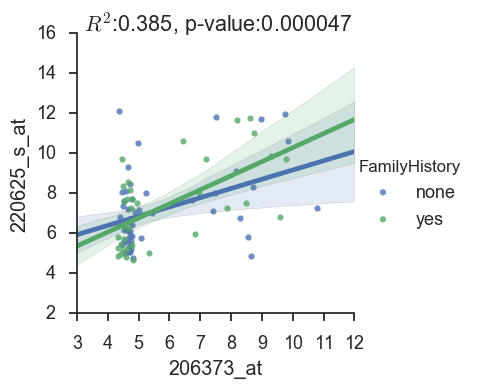 R²:0.385, p-value:0.000047
16
14
12
10
8
6
4
2
220625_s_at
3 4 5 6 7 8 9 10 11 12
206373_at
FamilyHistory
none
yes